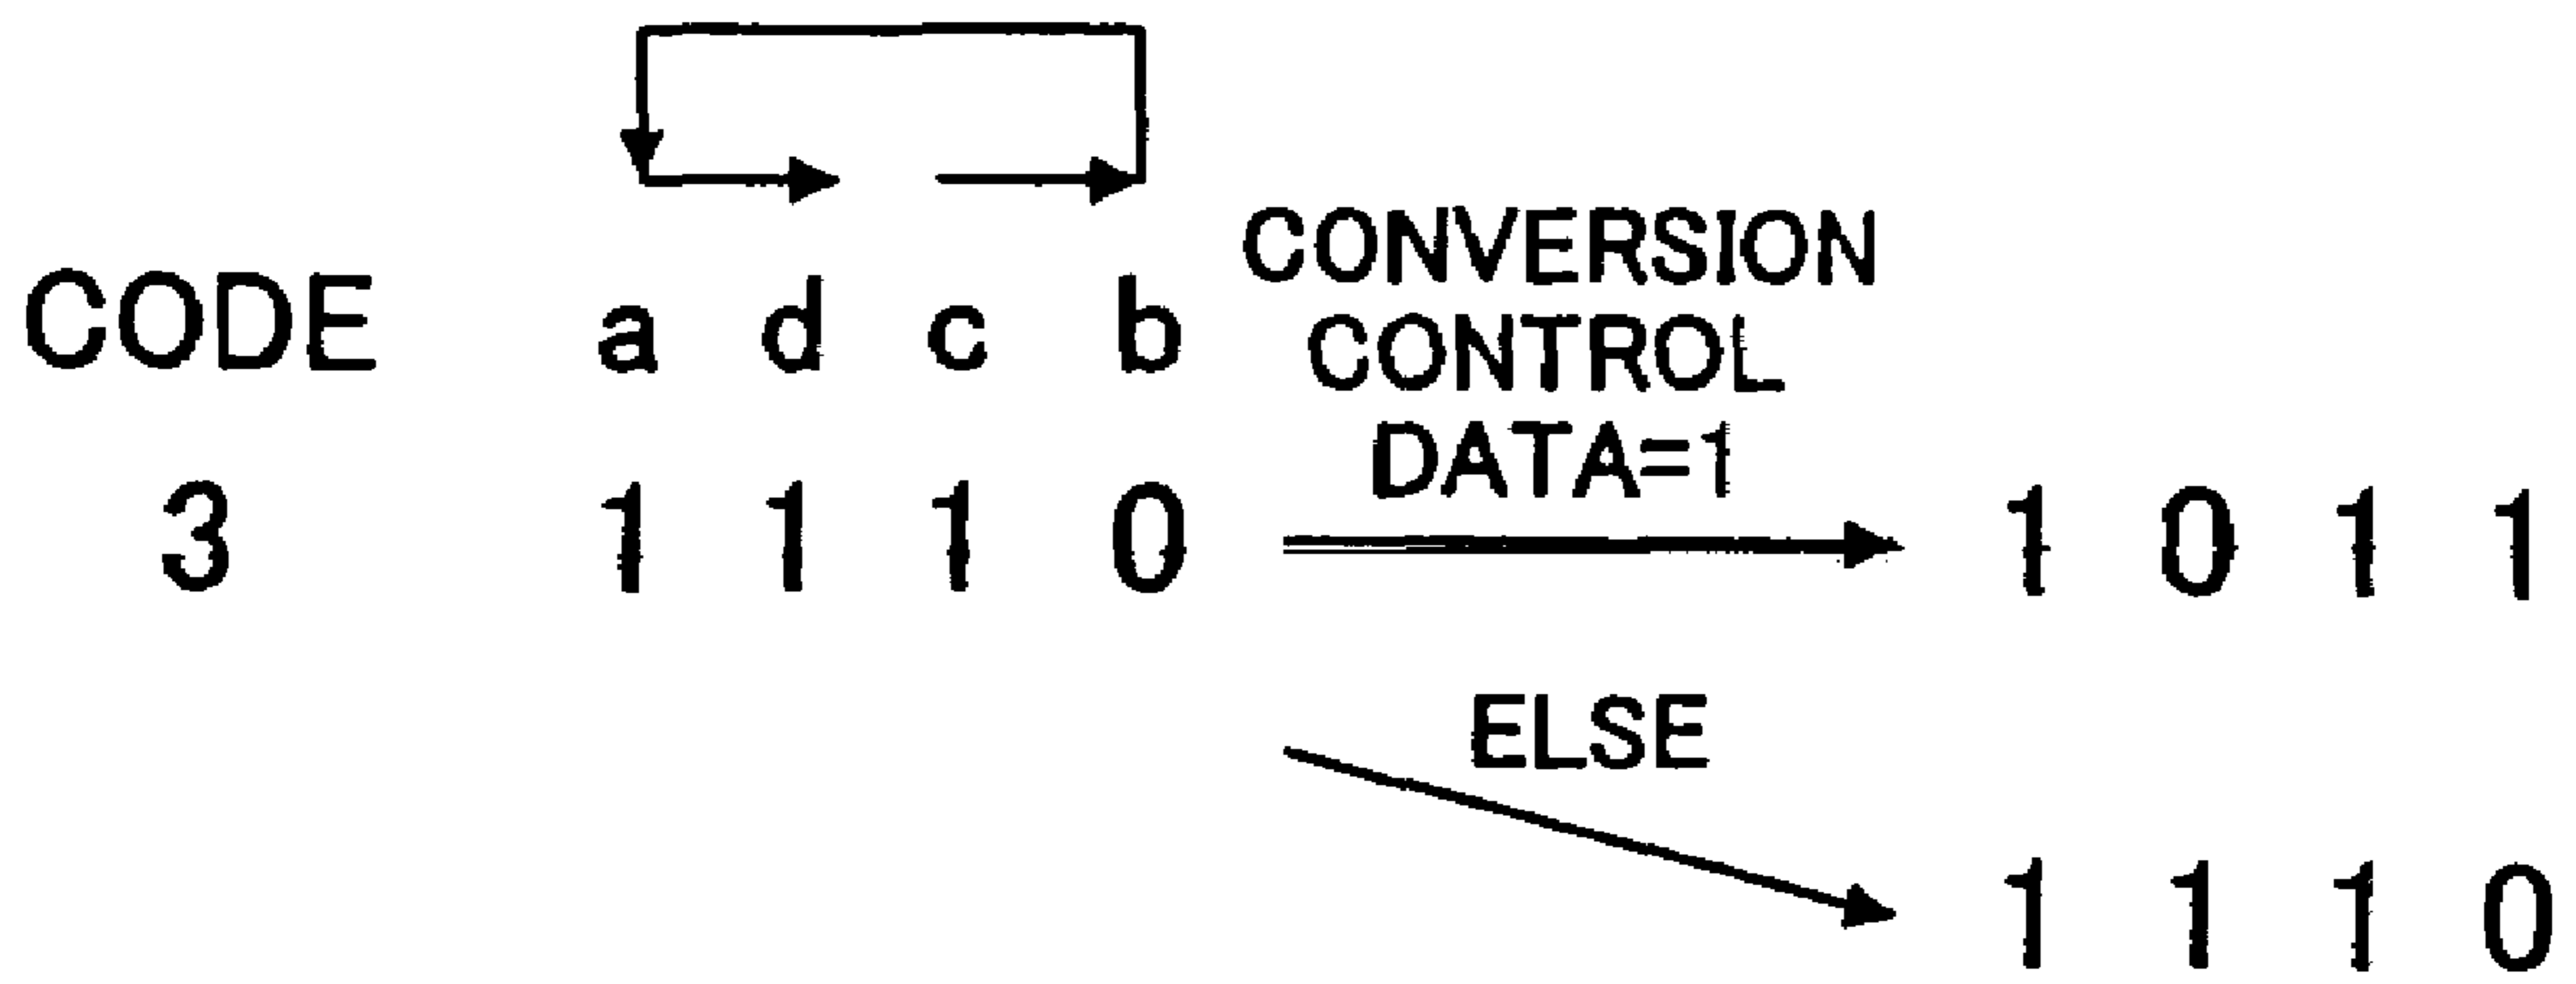 CONVERSION
CODE a d c b
CONTROL
DATA=1
3 1 1 1 0 1 0 1 1
ELSE
1 1 1 0